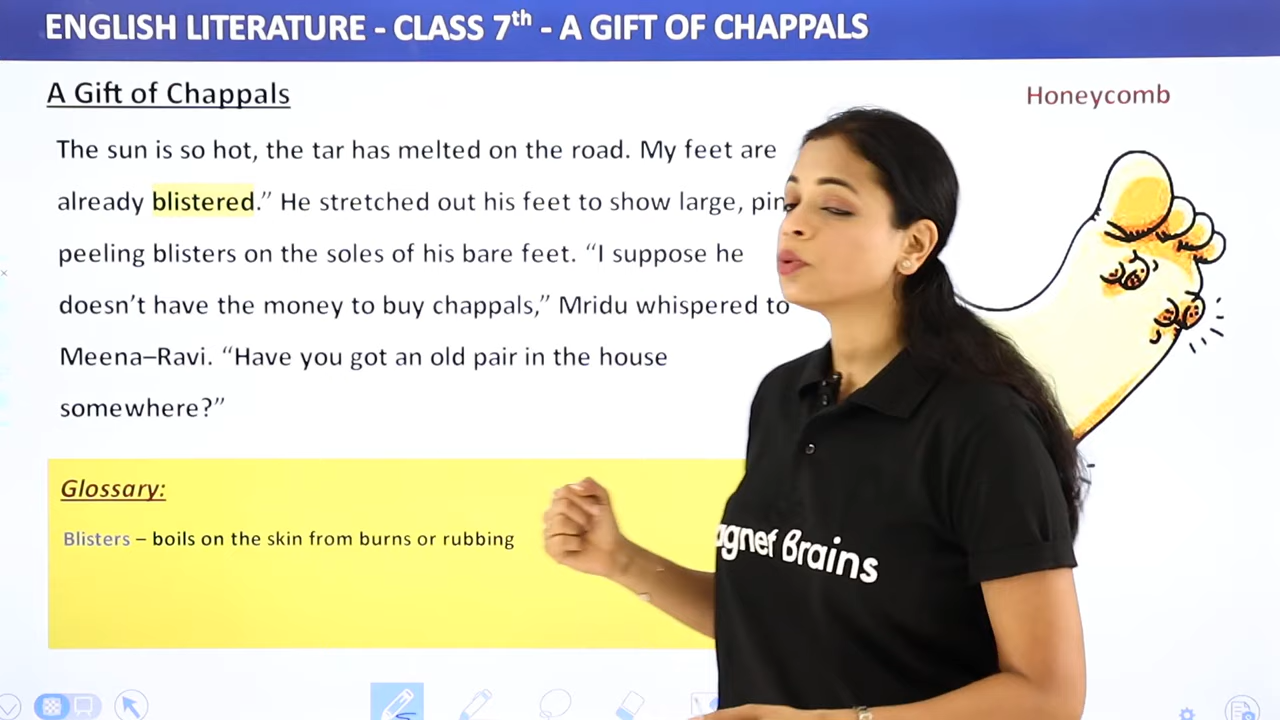 ENGLISH LITERATURE - CLASS 7th - A GIFT OF CHAPPALS
A Gift of Chappals
Honeycomb
The sun is so hot, the tar has melted on the road. My feet are
already blistered.” He stretched out his feet to show large,
peeling blisters on the soles of his bare feet. “I suppose he
doesn’t have the money to buy chappals,” Mridu whispered to
Meena–Ravi. “Have you got an old pair in the house
somewhere?”
Glossary:
Blisters – boils on the skin from burns or rubbing
Brains